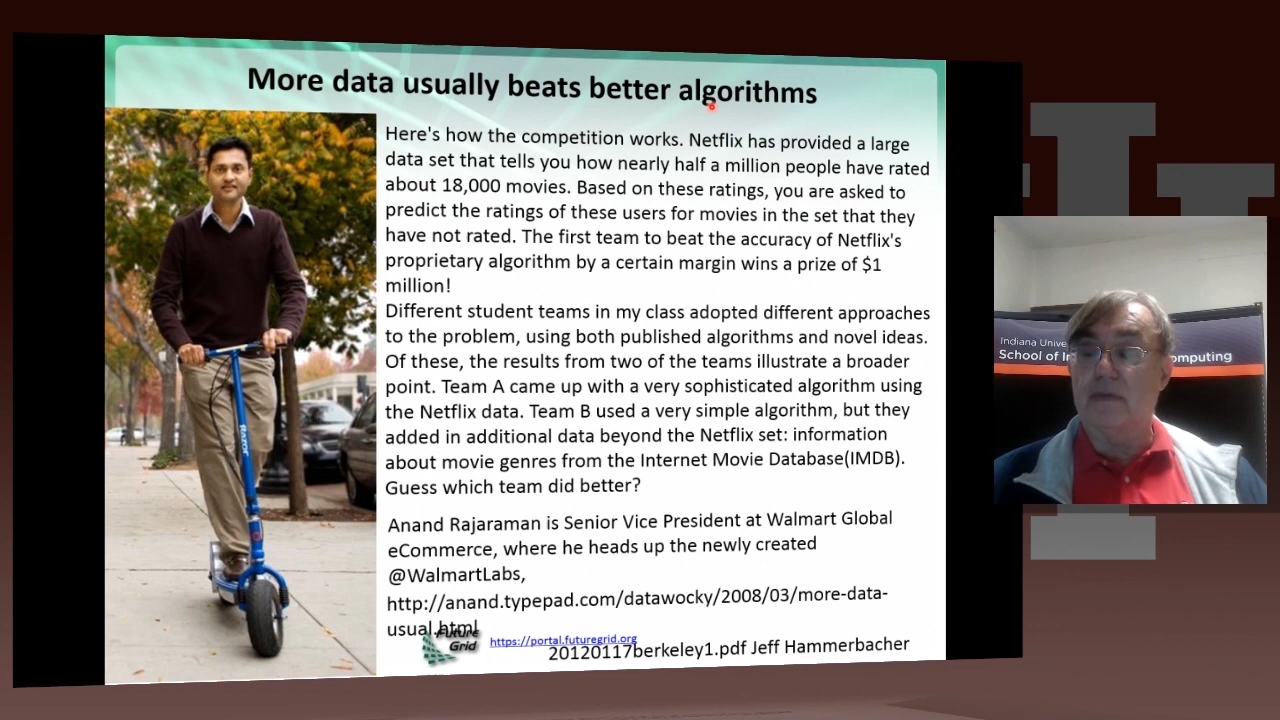 More data usually beats better algorithms
Here's how the competition works. Netflix has provided a large
data set that tells you how nearly half a million people have rated
about 18,000 movies. Based on these ratings, you are asked to
predict the ratings of these users for movies in the set that they
have not rated. The first team to beat the accuracy of Netflix's
proprietary algorithm by a certain margin wins a prize of $1
million!
Different student teams in my class adopted different approaches
to the problem, using both published algorithms and novel ideas.
Of these, the results from two of the teams illustrate a broader
point. Team A came up with a very sophisticated algorithm using
the Netflix data. Team B used a very simple algorithm, but they
added in additional data beyond the Netflix set: information
about movie genres from the Internet Movie Database(IMDB).
Guess which team did better?
Anand Rajaraman is Senior Vice President at Walmart Global
eCommerce, where he heads up the newly created
@WalmartLabs,
http://anand.typepad.com/datawocky/2008/03/more-data-
usual.html
Future
Grid
https://portal.futuregrid.org
20120117berkeley1.pdf Jeff Hammerbacher
RAZOR
Indiana Unive
School of In omputing